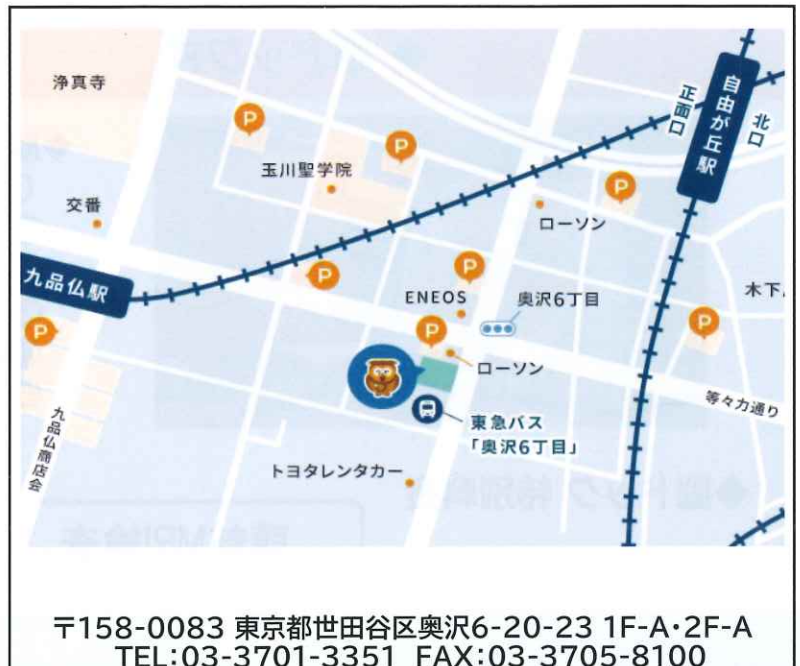 浄真寺
自由が丘駅
正面口
北口
P
P
玉川聖学院
P
交番
ローソン
九品仏駅
P
P
ENEOS
奥沢6丁目
木下
P
P
P
ローソン
等々力通り
九品仏商店会
東急バス
「奥沢6丁目」
トヨタレンタカー
〒158-0083 東京都世田谷区奥沢6-20-23 1F-A・2F-A
TEL:03-3701-3351 FAX:03-3705-8100